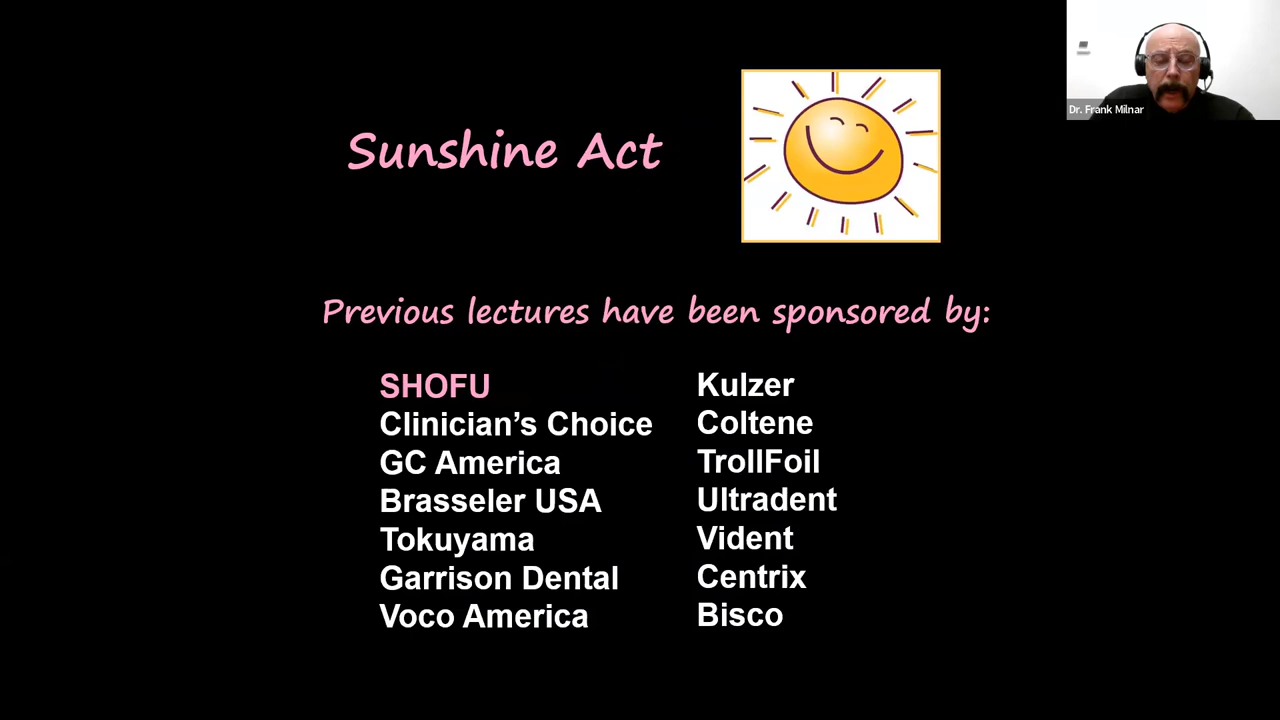 Sunshine Act
Dr. Frank Milnar
Previous lectures have been sponsored by:
SHOFU
Clinician’s Choice
GC America
Brasseler USA
Tokuyama
Garrison Dental
Voco America
Kulzer
Coltene
TrollFoil
Ultradent
Vident
Centrix
Bisco